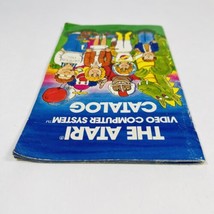 THE ATARI®
VIDEO COMPUTER SYSTEM™
CATALOG